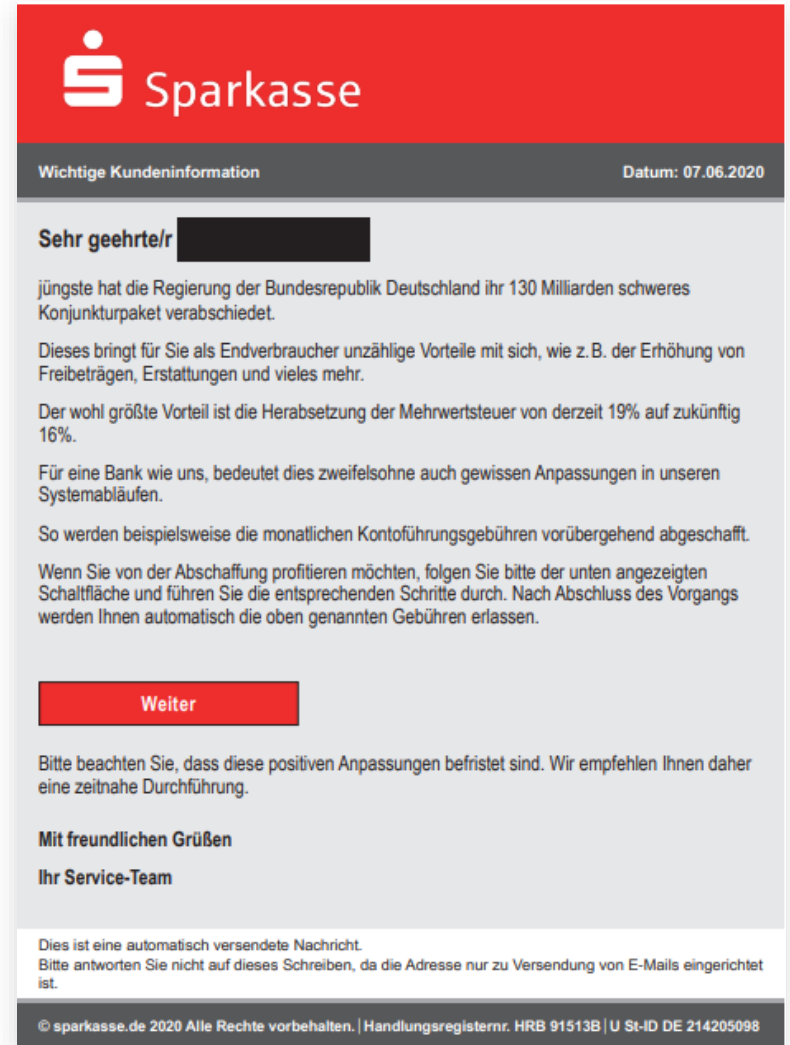 Sparkasse
Wichtige Kundeninformation Datum: 07.06.2020
Sehr geehrte/r
jüngste hat die Regierung der Bundesrepublik Deutschland ihr 130 Milliarden schweres
Konjunkturpaket verabschiedet.
Dieses bringt für Sie als Endverbraucher unzählige Vorteile mit sich, wie z.B. der Erhöhung von
Freibeträgen, Erstattungen und vieles mehr.
Der wohl größte Vorteil ist die Herabsetzung der Mehrwertsteuer von derzeit 19% auf zukünftig
16%.
Für eine Bank wie uns, bedeutet dies zweifelsohne auch gewissen Anpassungen in unseren
Systemabläufen.
So werden beispielsweise die monatlichen Kontoführungsgebühren vorübergehend abgeschafft.
Wenn Sie von der Abschaffung profitieren möchten, folgen Sie bitte der unten angezeigten
Schaltfläche und führen Sie die entsprechenden Schritte durch. Nach Abschluss des Vorgangs
werden Ihnen automatisch die oben genannten Gebühren erlassen.
Weiter
Bitte beachten Sie, dass diese positiven Anpassungen befristet sind. Wir empfehlen Ihnen daher
eine zeitnahe Durchführung.
Mit freundlichen Grüßen
Ihr Service-Team
Dies ist eine automatisch versendete Nachricht.
Bitte antworten Sie nicht auf dieses Schreiben, da die Adresse nur zu Versendung von E-Mails eingerichtet
ist.
© sparkasse.de 2020 Alle Rechte vorbehalten. | Handlungsregisternr. HRB 91513B | U St-ID DE 214205098